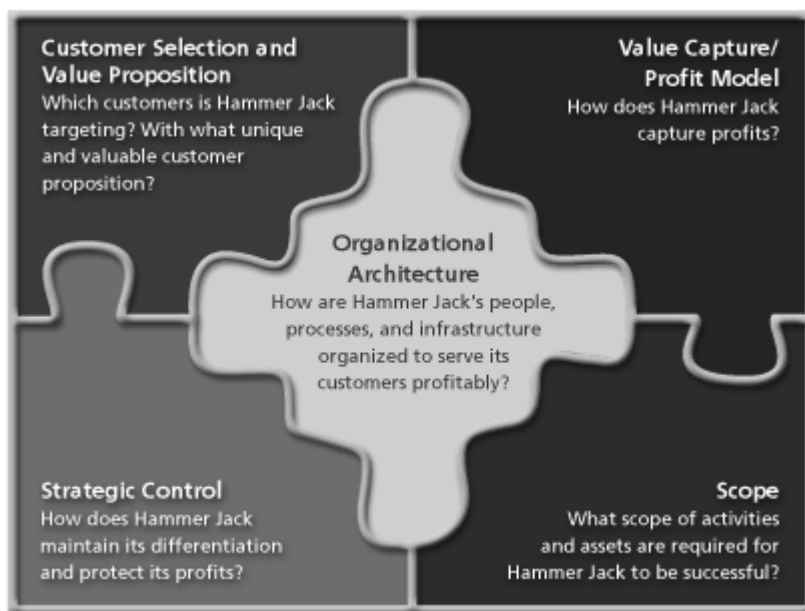 Customer Selection and
Value Proposition
Which customers is Hammer Jack
targeting? With what unique
and valuable customer
proposition?
Value Capture/
Profit Model
How does Hammer Jack
capture profits?
Organizational
Architecture
How are Hammer Jack's people,
processes, and infrastructure
organized to serve its
customers profitably?
Strategic Control
How does Hammer Jack
maintain its differentiation
and protect its profits?
Scope
What scope of activities
and assets are required for
Hammer Jack to be successful?